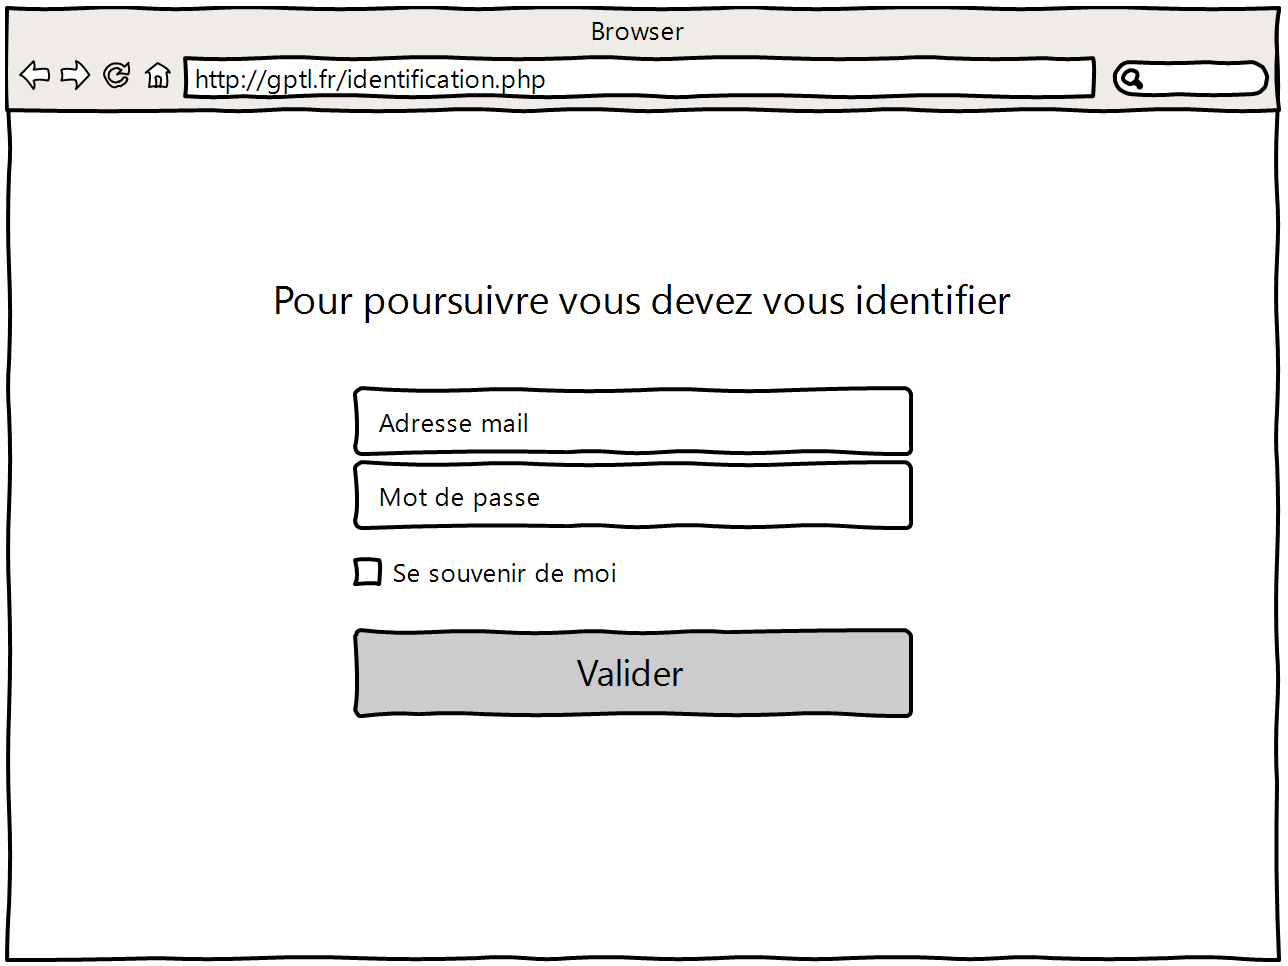 Browser
http://gptl.fr/identification.php
Pour poursuivre vous devez vous identifier
Adresse mail
Mot de passe
Se souvenir de moi
Valider